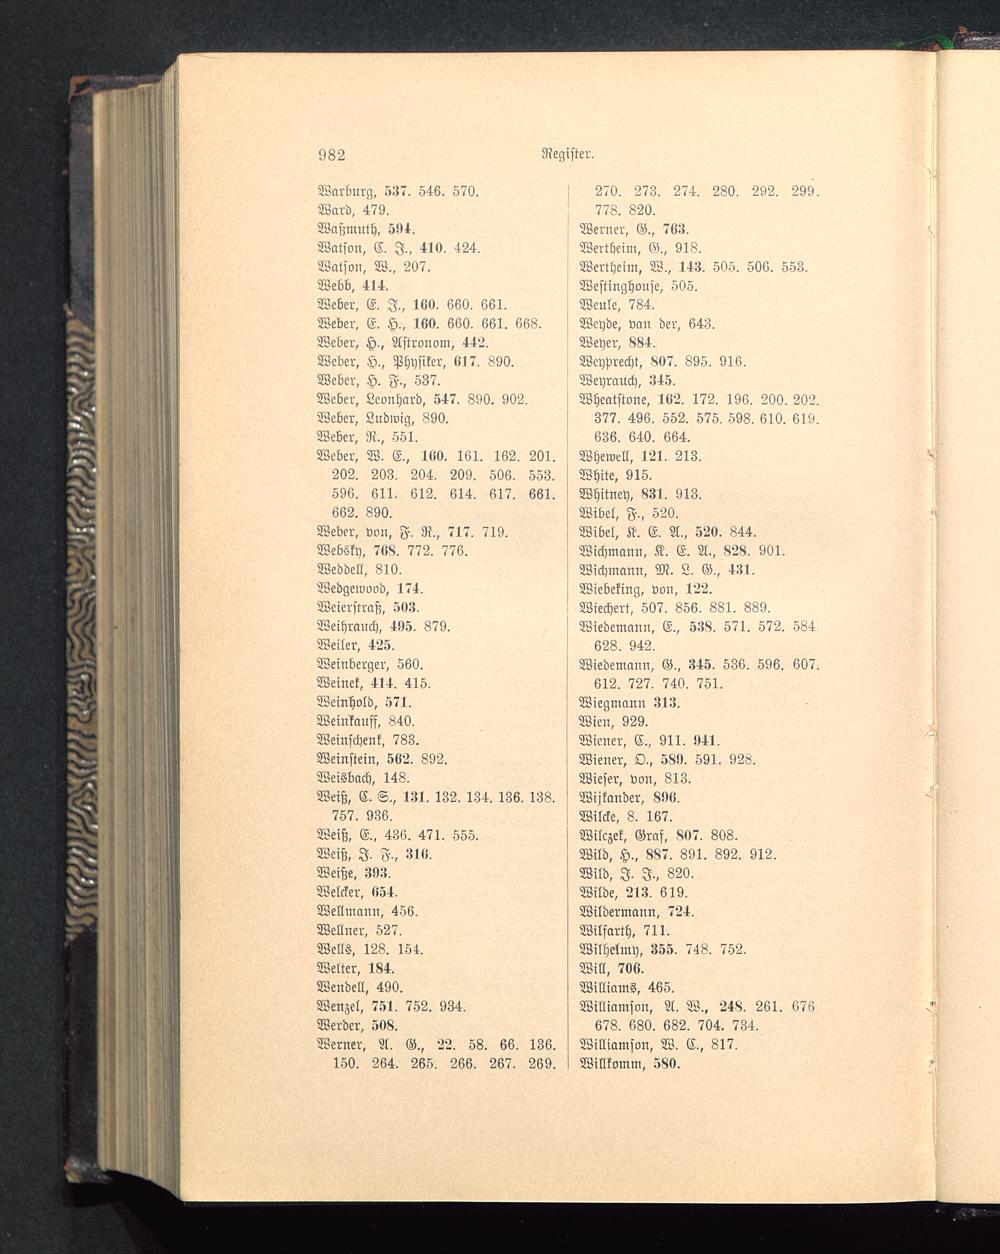 982
Regiſter.
Warburg, 537. 546. 570.
Ward, 479.
Waßmuth, 594.
Watſon, C. J., 410. 424.
Watſon, W., 207.
Webb, 414.
Weber, E. J., 160. 660. 661.
Weber, E. H., 160. 660. 661. 668.
Weber, H., Aſtronom, 442.
Weber, H., Phyſiker, 617. 890.
Weber, H. F., 537.
Weber, Leonhard, 547. 890. 902.
Weber, Ludwig, 890.
Weber, R., 551.
Weber, W. E., 160. 161. 162. 201.
202. 203. 204. 209. 506. 553.
596. 611. 612. 614. 617. 661.
662. 890.
Weber, von, F. R., 717. 719.
Websky, 768. 772. 776.
Weddell, 810.
Wedgewood, 174.
Weierſtraß, 503.
Weihrauch, 495. 879.
Weiler, 425.
Weinberger, 560.
Weinek, 414. 415.
Weinhold, 571.
Weinkauff, 840.
Weinſchenk, 783.
Weinſtein, 562. 892.
Weisbach, 148.
Weiß, C. S., 131. 132. 134. 136. 138.
757. 936.
Weiß, E., 436. 471. 555.
Weiß, J. F., 316.
Weiße, 393.
Welcker, 654.
Wellmann, 456.
Wellner, 527.
Wells, 128. 154.
Welter, 184.
Wendell, 490.
Wenzel, 751. 752. 934.
Werder, 508.
Werner, A. G., 22. 58. 66. 136.
150. 264. 265. 266. 267. 269.
270. 273. 274. 280. 292. 299.
778. 820.
Werner, G., 763.
Wertheim, G., 918.
Wertheim, W., 143. 505. 506. 553.
Weſtinghouſe, 505.
Weule, 784.
Weyde, van der, 643.
Weyer, 884.
Weyprecht, 807. 895. 916.
Weyrauch, 345.
Wheatſtone, 162. 172. 196. 200. 202.
377. 496. 552. 575. 598. 610. 619.
636. 640. 664.
Whewell, 121. 213.
White, 915.
Whitney, 831. 913.
Wibel, F., 520.
Wibel, K. E. A., 520. 844.
Wichmann, K. E. A., 828. 901.
Wichmann, M. L. G., 431.
Wiebeking, von, 122.
Wiechert, 507. 856. 881. 889.
Wiedemann, E., 538. 571. 572. 584
628. 942.
Wiedemann, G., 345. 536. 596. 607.
612. 727. 740. 751.
Wiegmann 313.
Wien, 929.
Wiener, C., 911. 941.
Wiener, O., 589. 591. 928.
Wieſer, von, 813.
Wijkander, 896.
Wilcke, 8. 167.
Wilczek, Graf, 807. 808.
Wild, H., 887. 891. 892. 912.
Wild, J. J., 820.
Wilde, 213. 619.
Wildermann, 724.
Wilfarth, 711.
Wilhelmy, 355. 748. 752.
Will, 706.
Williams, 465.
Williamſon, A. W., 248. 261. 676
678. 680. 682. 704. 734.
Williamſon, W. C., 817.
Willkomm, 580.